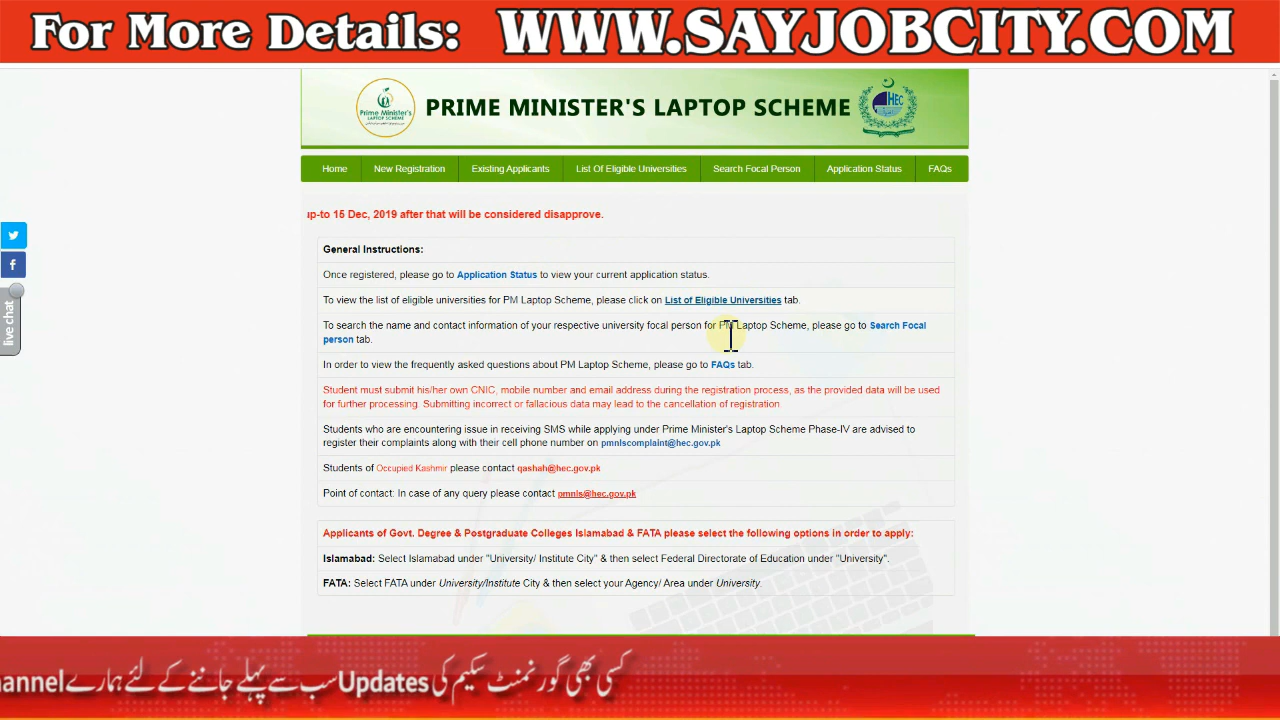 For More Details: WWW.SAYJOBCITY.COM
Prime Minister's
LAPTOP SCHEME
PRIME MINISTER'S LAPTOP SCHEME
HEC
Home New Registration Existing Applicants List Of Eligible Universities Search Focal Person Application Status FAQs
up-to 15 Dec, 2019 after that will be considered disapprove.
General Instructions:
Once registered, please go to Application Status to view your current application status.
To view the list of eligible universities for PM Laptop Scheme, please click on List of Eligible Universities tab.
To search the name and contact information of your respective university focal person for PM Laptop Scheme, please go to Search Focal
person tab.
In order to view the frequently asked questions about PM Laptop Scheme, please go to FAQs tab.
Student must submit his/her own CNIC, mobile number and email address during the registration process, as the provided data will be used
for further processing. Submitting incorrect or fallacious data may lead to the cancellation of registration
Students who are encountering issue in receiving SMS while applying under Prime Minister's Laptop Scheme Phase-IV are advised to
register their complaints along with their cell phone number on pmnlscomplaint@hec.gov.pk
Students of Occupied Kashmir please contact qashah@hec.gov.pk
Point of contact: In case of any query please contact pmnls@hec.gov.pk
Applicants of Govt. Degree & Postgraduate Colleges Islamabad & FATA please select the following options in order to apply:
Islamabad: Select Islamabad under "University/ Institute City" & then select Federal Directorate of Education under "University".
FATA: Select FATA under University/Institute City & then select your Agency/ Area under University.
live chat
کسی بھی گورنمنٹ سکیم کی Updates سب سے پہلے جاننے کے لئے ہمارے annel